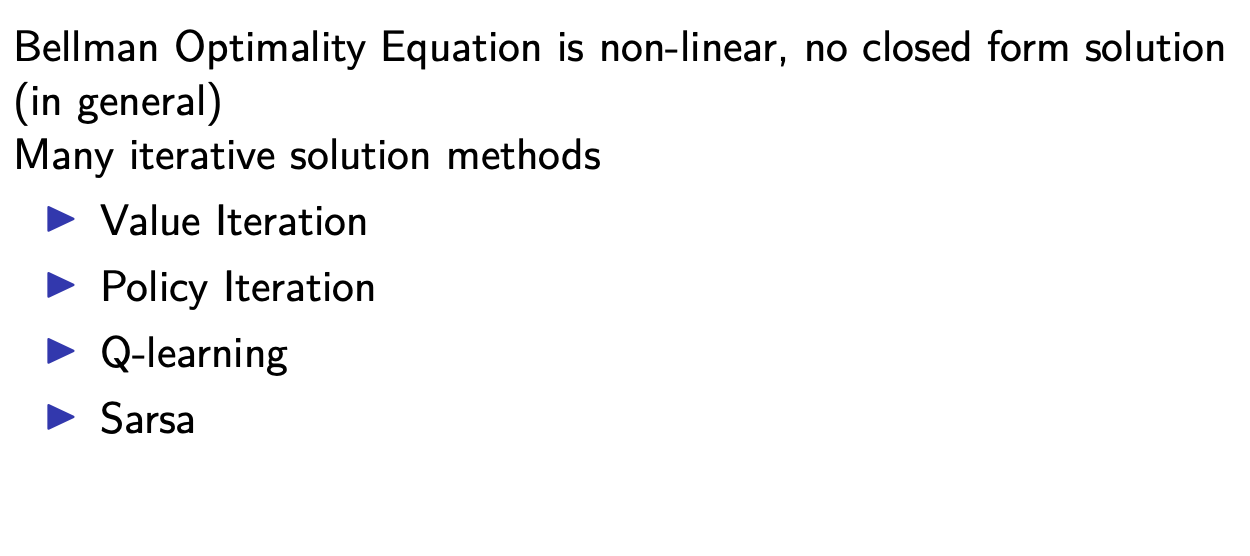 Bellman Optimality Equation is non-linear, no closed form solution
(in general)
Many iterative solution methods
▶ Value Iteration
▶ Policy Iteration
▶ Q-learning
▶ Sarsa